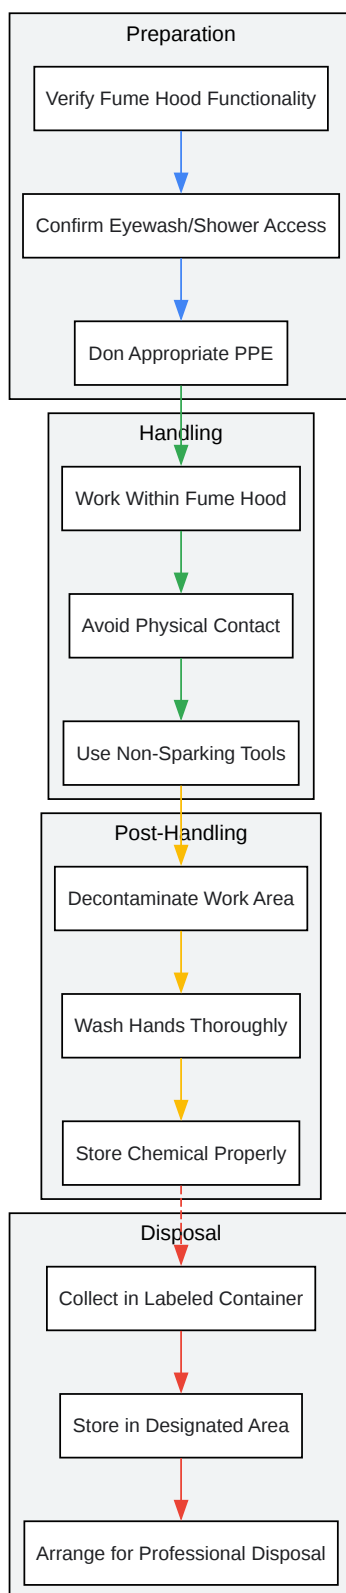 Preparation
Verify Fume Hood Functionality
Confirm Eyewash/Shower Access
Don Appropriate PPE
Handling
Work Within Fume Hood
Avoid Physical Contact
Use Non-Sparking Tools
Post-Handling
Decontaminate Work Area
Wash Hands Thoroughly
Store Chemical Properly
Disposal
Collect in Labeled Container
Store in Designated Area
Arrange for Professional Disposal